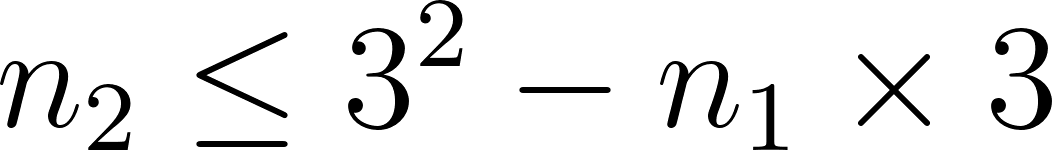 n₂ ≤ 3² − n₁ × 3